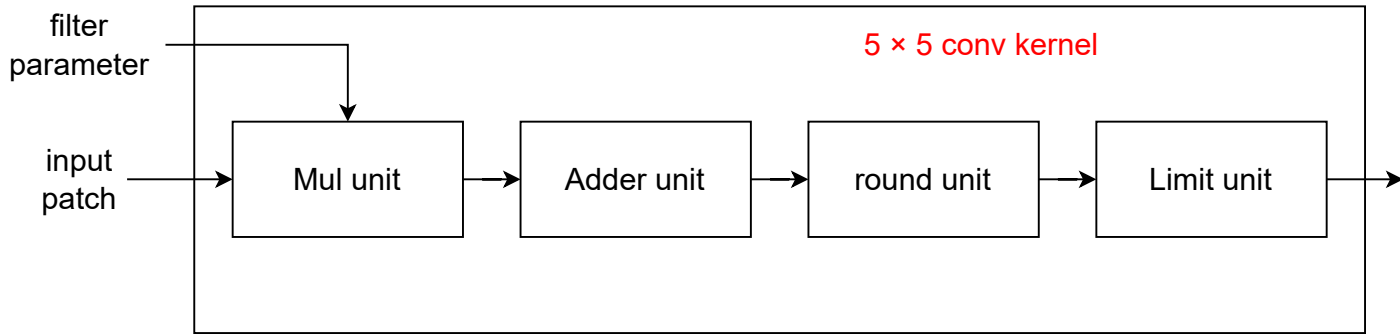 filter
parameter
5 × 5 conv kernel
input
patch
Mul unit
Adder unit
round unit
Limit unit